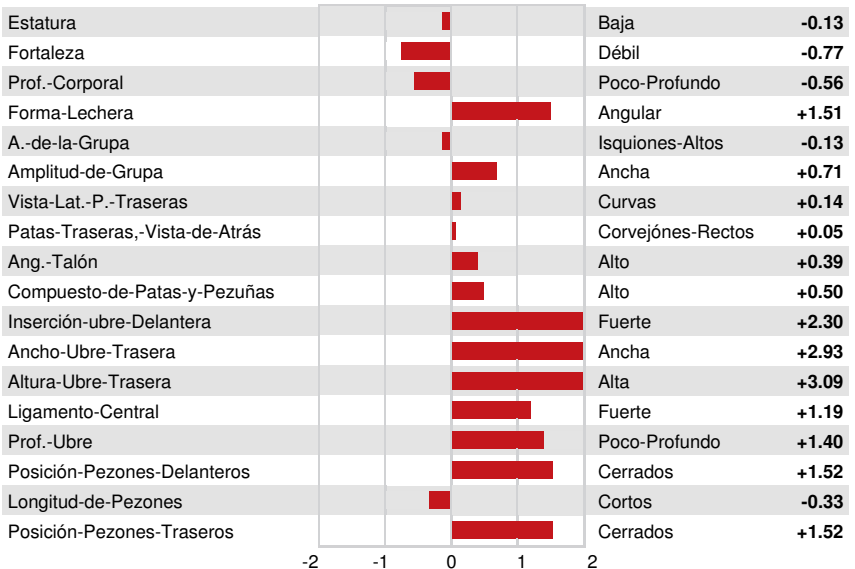 Estatura Baja -0.13
Fortaleza Débil -0.77
Prof.-Corporal Poco-Profundo -0.56
Forma-Lechera Angular +1.51
A.-de-la-Grupa Isquiones-Altos -0.13
Amplitud-de-Grupa Ancha +0.71
Vista-Lat.-P.-Traseras Curvas +0.14
Patas-Traseras,-Vista-de-Atrás Corvejónes-Rectos +0.05
Ang.-Talón Alto +0.39
Compuesto-de-Patas-y-Pezuñas Alto +0.50
Inserción-ubre-Delantera Fuerte +2.30
Ancho-Ubre-Trasera Ancha +2.93
Altura-Ubre-Trasera Alta +3.09
Ligamento-Central Fuerte +1.19
Prof.-Ubre Poco-Profundo +1.40
Posición-Pezones-Delanteros Cerrados +1.52
Longitud-de-Pezones Cortos -0.33
Posición-Pezones-Traseros Cerrados +1.52
-2 -1 0 1 2